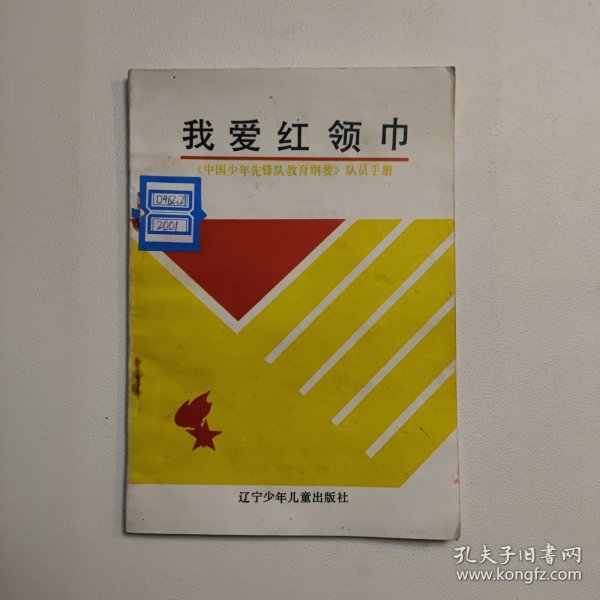 我爱红领巾
《中国少年先锋队教育纲要》队员手册
D462.2
2001
辽宁少年儿童出版社
孔夫子旧书网
www.kongfz.com